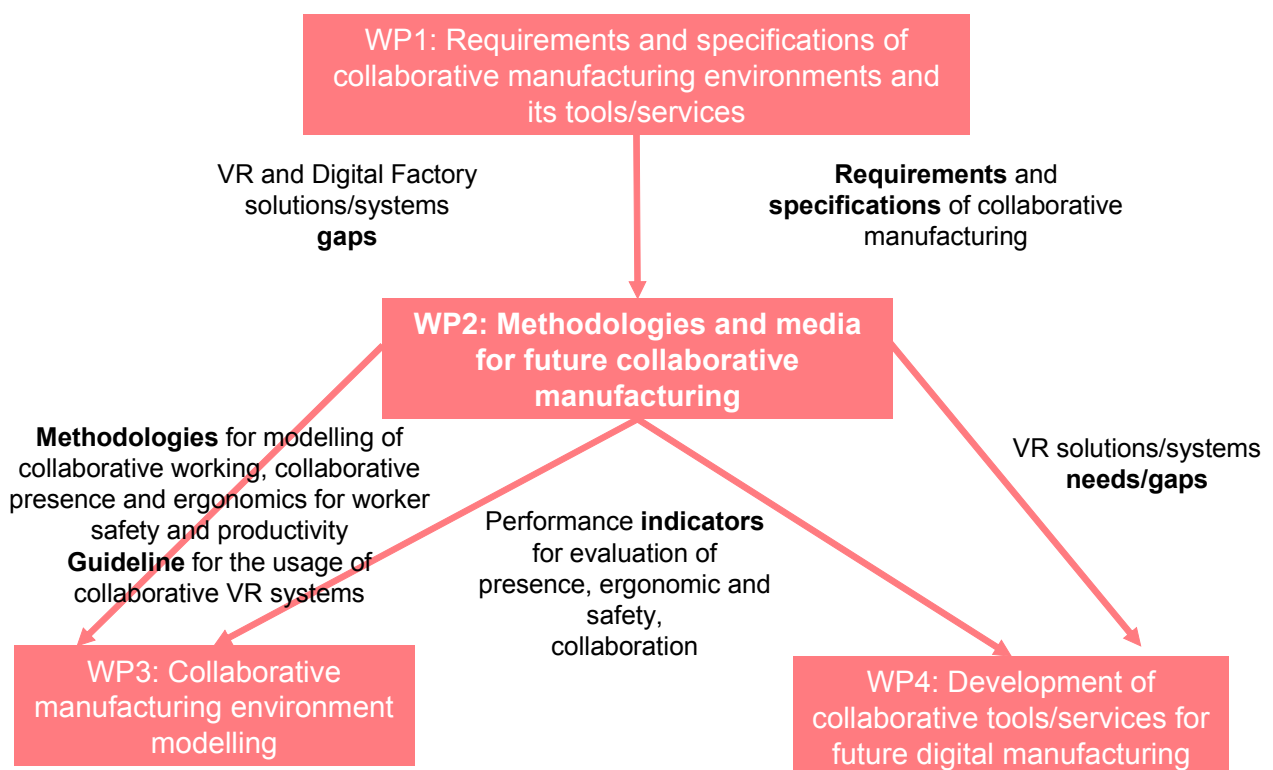 WP1: Requirements and specifications of
collaborative manufacturing environments and
its tools/services
VR and Digital Factory
solutions/systems
gaps
Requirements and
specifications of collaborative
manufacturing
WP2: Methodologies and media
for future collaborative
manufacturing
Methodologies for modelling of
collaborative working, collaborative
presence and ergonomics for worker
safety and productivity
Guideline for the usage of
collaborative VR systems
Performance indicators
for evaluation of
presence, ergonomic and
safety,
collaboration
VR solutions/systems
needs/gaps
WP3: Collaborative
manufacturing environment
modelling
WP4: Development of
collaborative tools/services for
future digital manufacturing